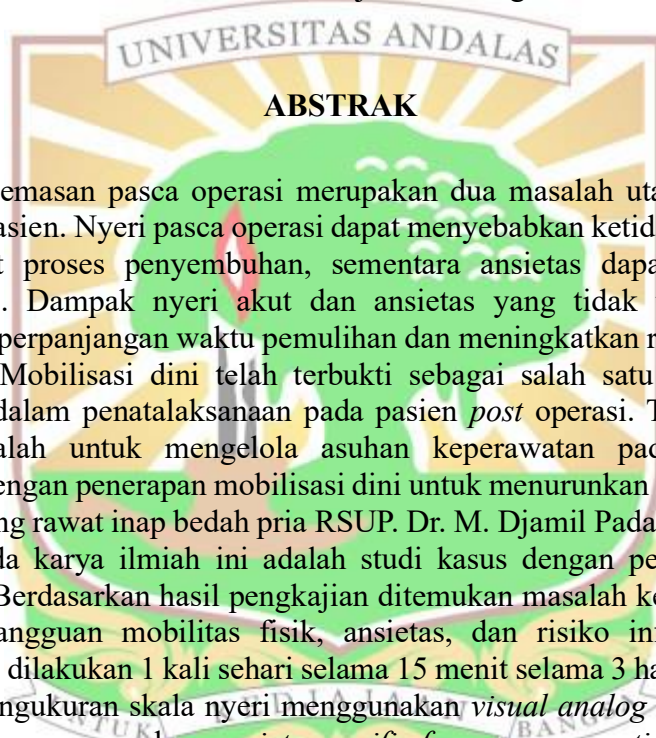 UNIVERSITAS ANDALAS
ABSTRAK
emasan pasca operasi merupakan dua masalah uta
asien. Nyeri pasca operasi dapat menyebabkan ketid
t proses penyembuhan, sementara ansietas dapa
. Dampak nyeri akut dan ansietas yang tidak
perpanjangan waktu pemulihan dan meningkatkan r
Mobilisasi dini telah terbukti sebagai salah satu
dalam penatalaksanaan pada pasien post operasi. T
alah untuk mengelola asuhan keperawatan pad
engan penerapan mobilisasi dini untuk menurunkan
ng rawat inap bedah pria RSUP. Dr. M. Djamil Pada
da karya ilmiah ini adalah studi kasus dengan pe
Berdasarkan hasil pengkajian ditemukan masalah ke
angguan mobilitas fisik, ansietas, dan risiko in
dilakukan 1 kali sehari selama 15 menit selama 3 ha
ngukuran skala nyeri menggunakan visual analog
UNTUK
BANG